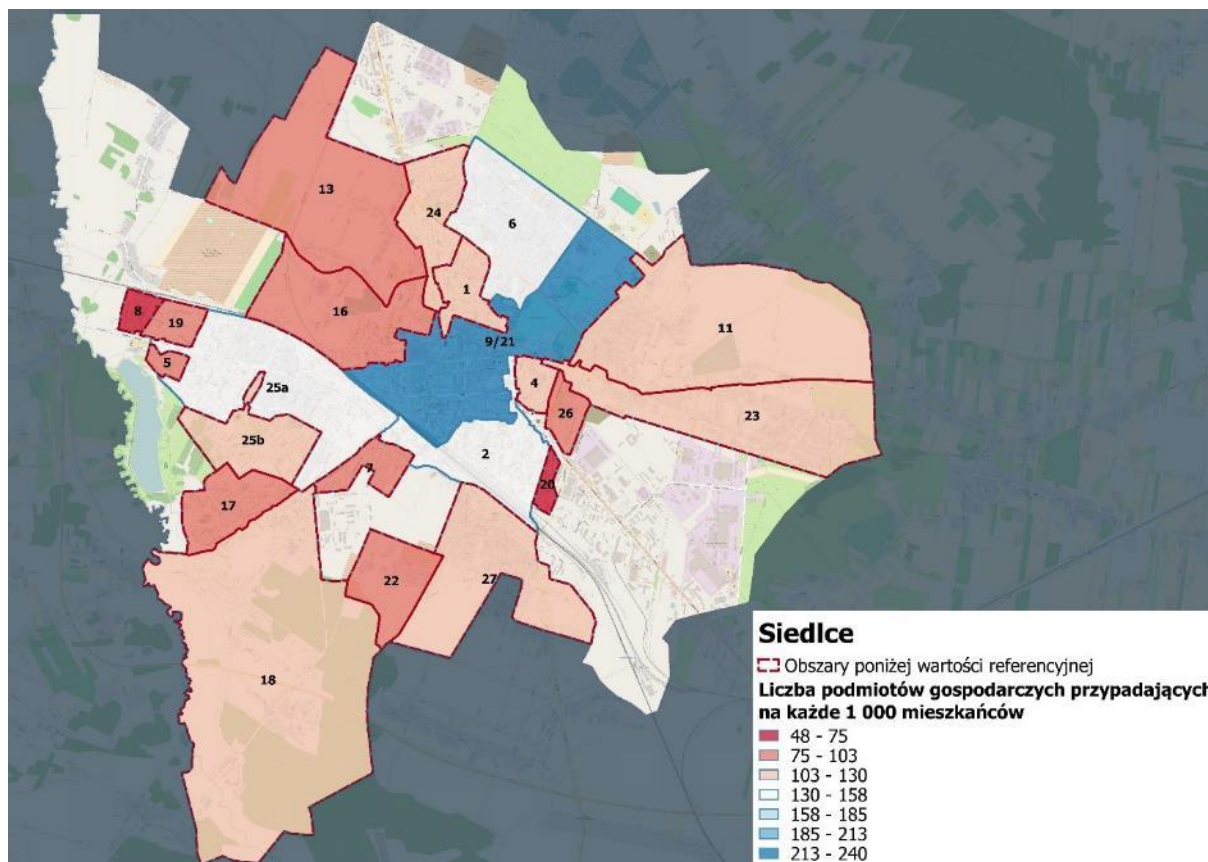 13
24
6
1
16
8
19
5
9/21
11
25a
4
26
23
25b
7
2
20
17
22
27
18
Siedlce
Obszary poniżej wartości referencyjnej
Liczba podmiotów gospodarczych przypadających
na każde 1 000 mieszkańców
48 - 75
75 - 103
103 - 130
130 - 158
158 - 185
185 - 213
213 - 240